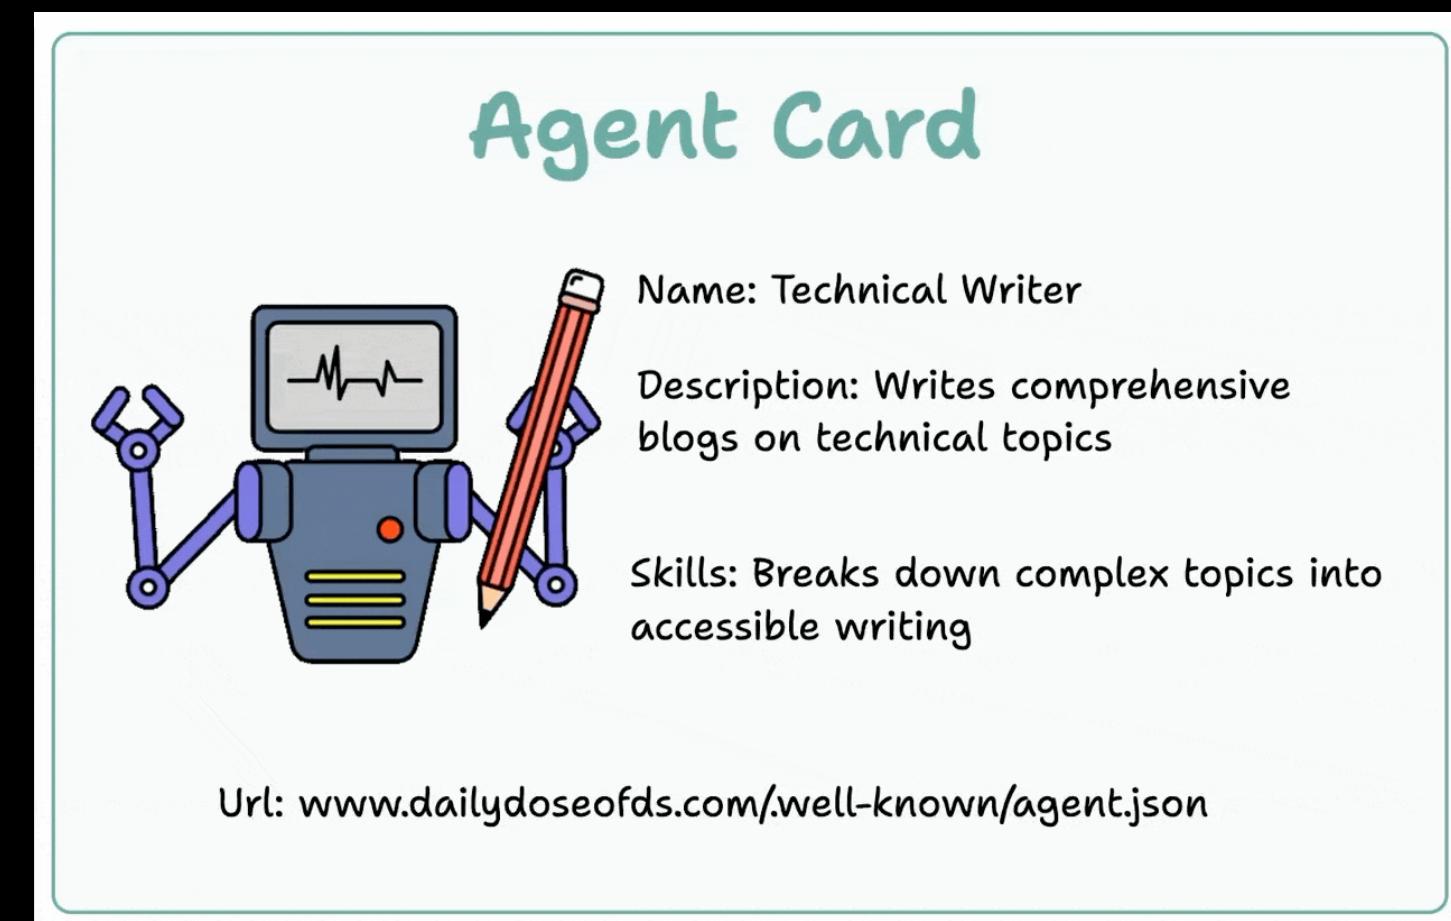 Agent Card
Name: Technical Writer
Description: Writes comprehensive
blogs on technical topics
Skills: Breaks down complex topics into
accessible writing
Url: www.dailydoseofds.com/.well-known/agent.json